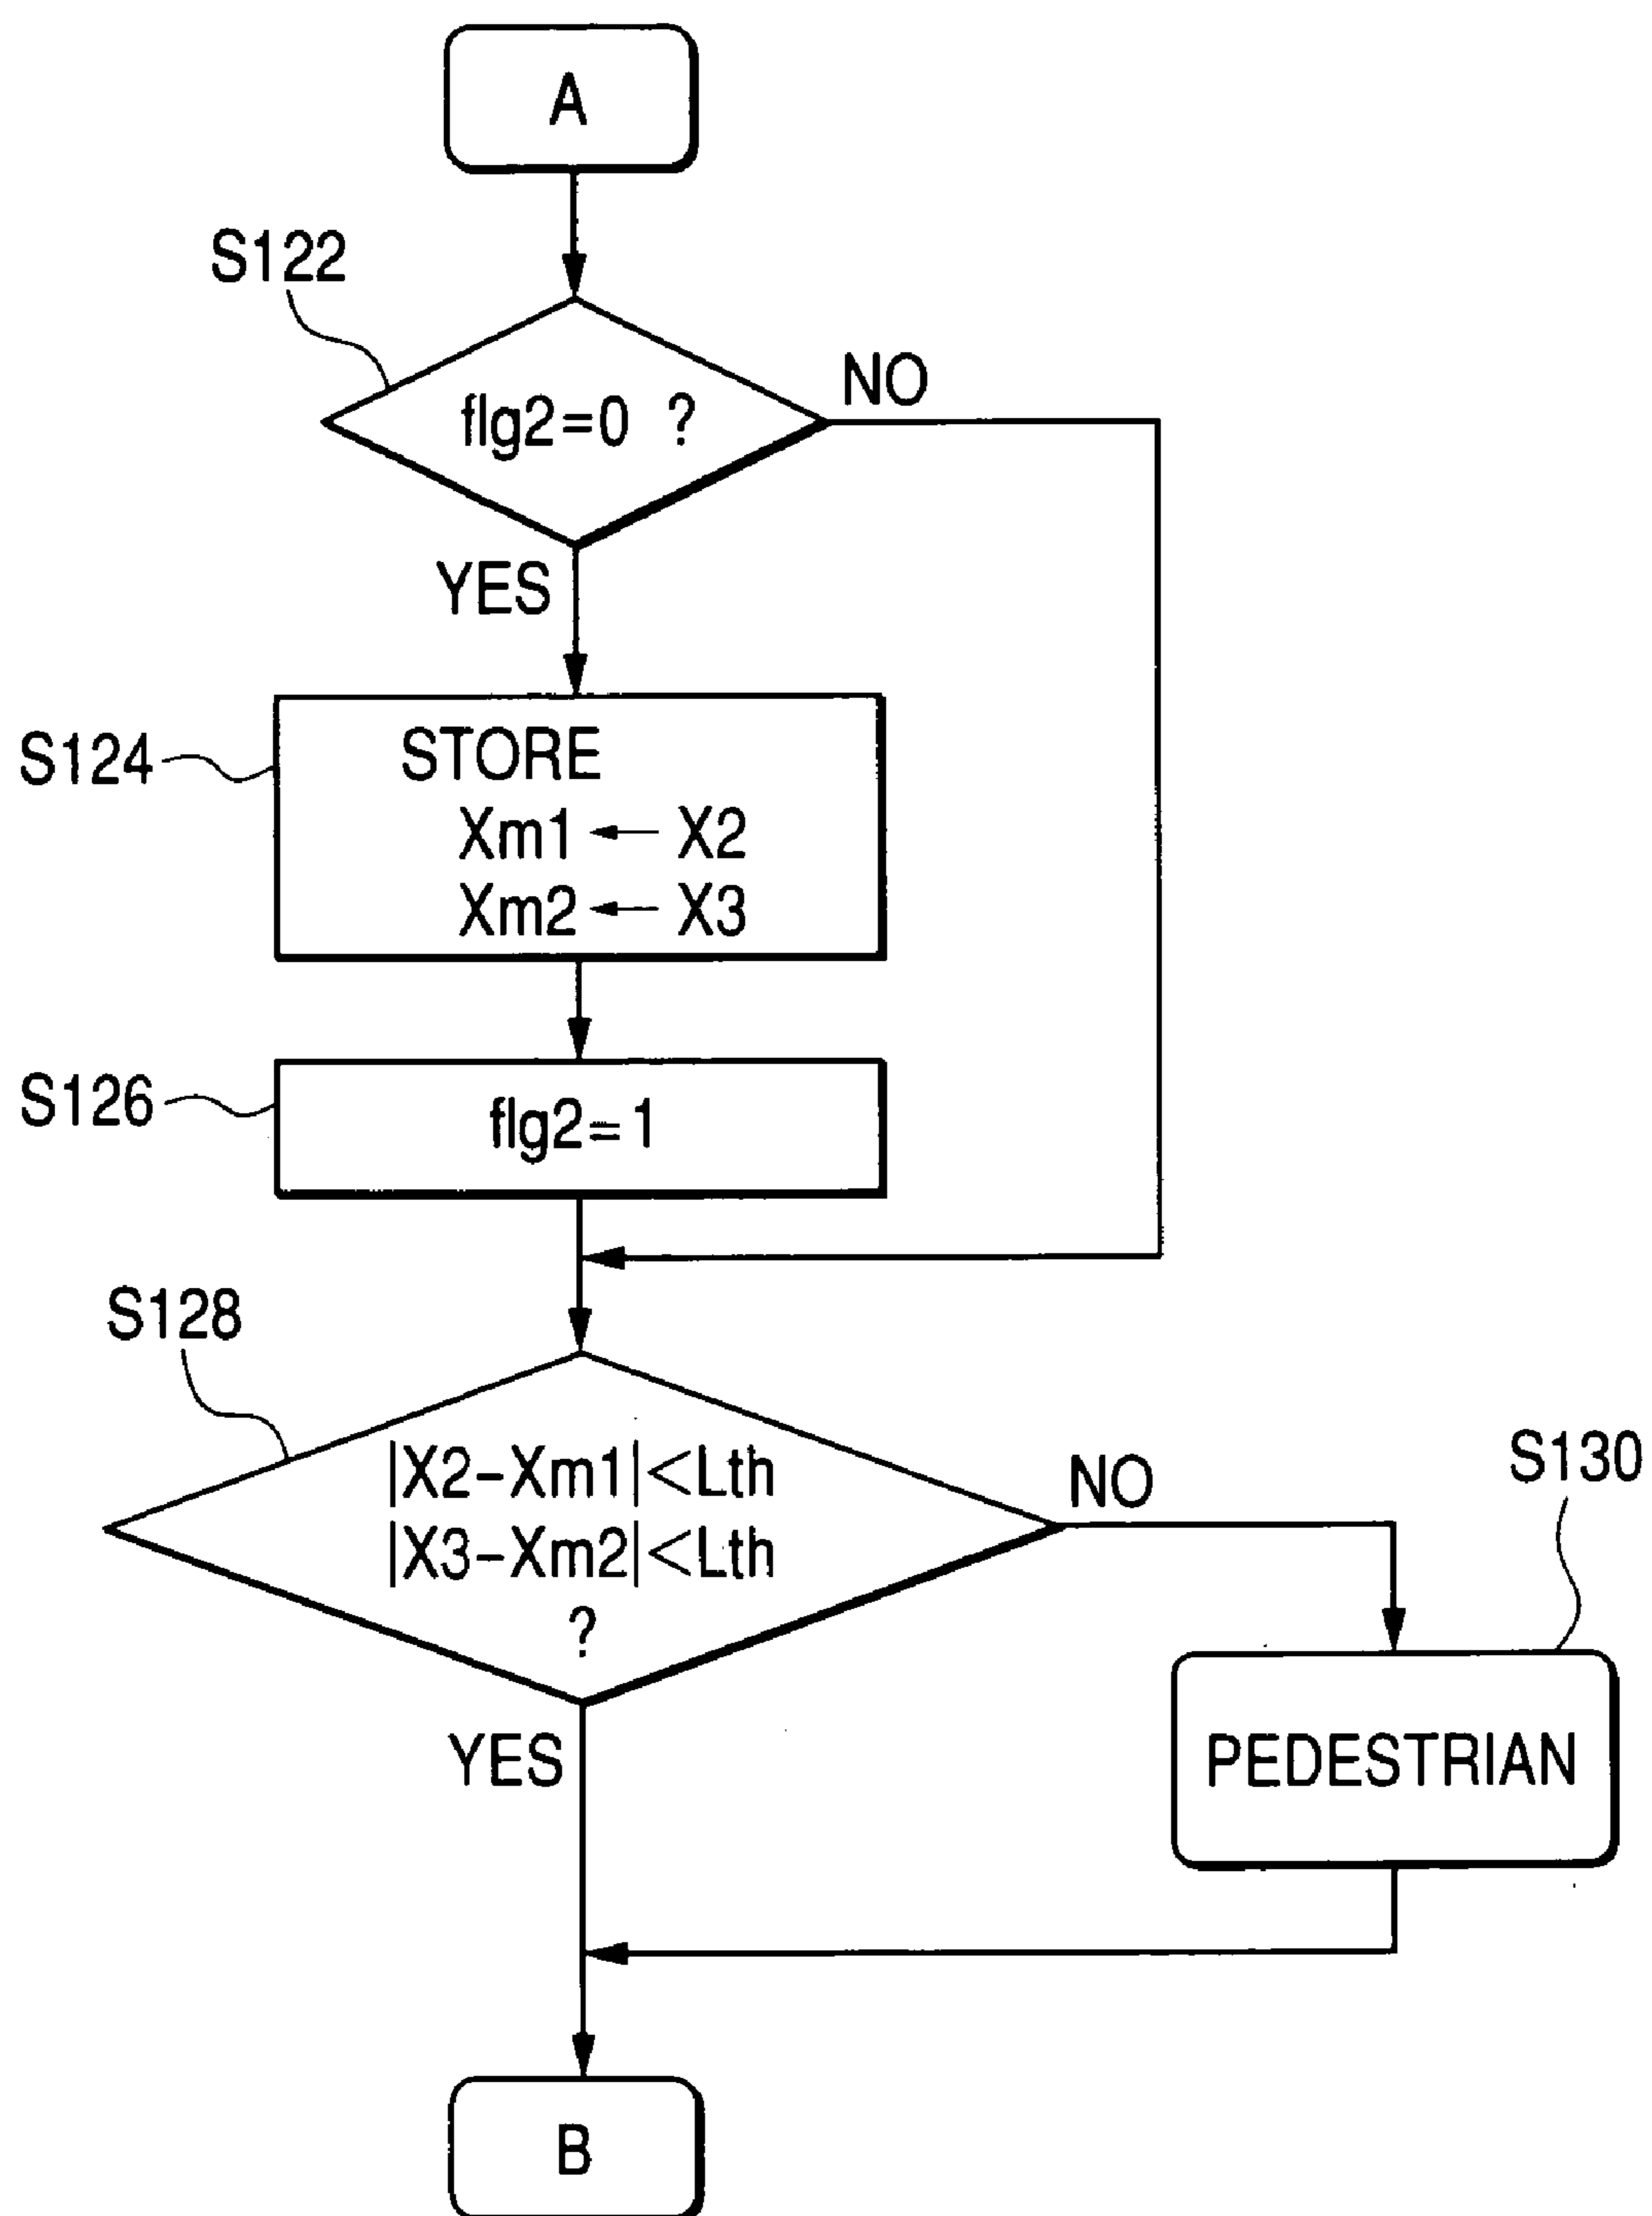 A
S122
flg2=0 ?
NO
YES
S124
STORE
Xm1 ← X2
Xm2 ← X3
S126
flg2=1
S128
|X2-Xm1|<Lth
|X3-Xm2|<Lth
?
NO
S130
YES
PEDESTRIAN
B